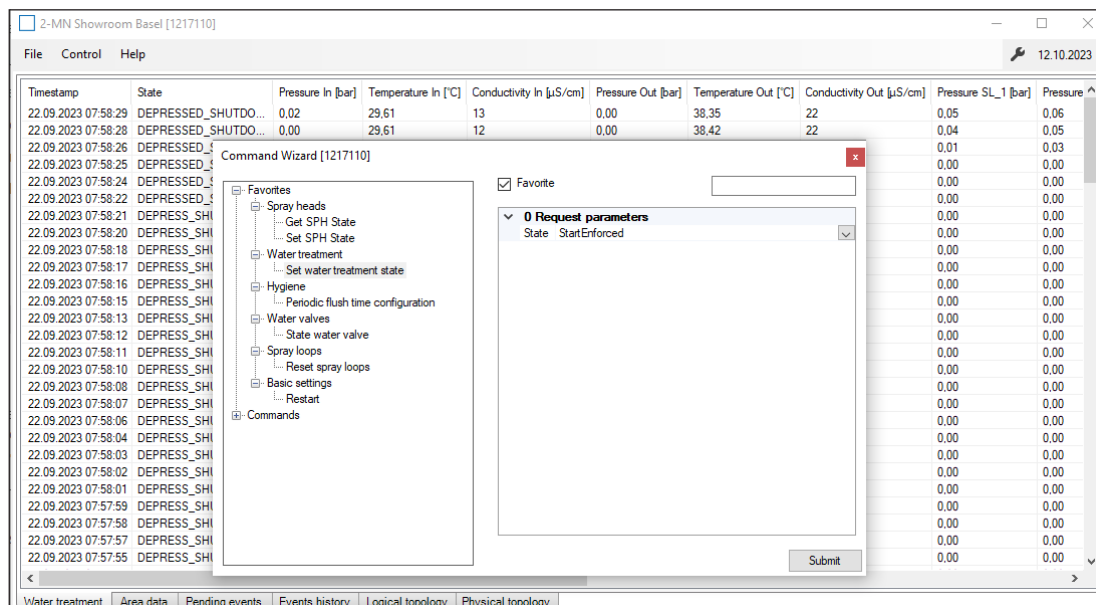 2-MN Showroom Basel [1217110]
File Control Help 12.10.2023
Timestamp State Pressure In [bar] Temperature In [°C] Conductivity In [µS/cm] Pressure Out [bar] Temperature Out [°C] Conductivity Out [µS/cm] Pressure SL_1 [bar] Pressure
22.09.2023 07:58:29 DEPRESSED_SHUTDO... 0,02 29,61 13 0,00 38,35 22 0,05 0,06
22.09.2023 07:58:28 DEPRESSED_SHUTDO... 0,00 29,61 12 0,00 38,42 22 0,04 0,05
22.09.2023 07:58:26 DEPRESSED_S 0,01 0,03
22.09.2023 07:58:25 DEPRESSED_S 0,00 0,00
22.09.2023 07:58:24 DEPRESSED_S 0,00 0,00
22.09.2023 07:58:22 DEPRESSED_S 0,00 0,00
22.09.2023 07:58:21 DEPRESS_SHU 0,00 0,00
22.09.2023 07:58:20 DEPRESS_SHU 0,00 0,00
22.09.2023 07:58:18 DEPRESS_SHU 0,00 0,00
22.09.2023 07:58:17 DEPRESS_SHU 0,00 0,00
22.09.2023 07:58:16 DEPRESS_SHU 0,00 0,00
22.09.2023 07:58:15 DEPRESS_SHU 0,00 0,00
22.09.2023 07:58:13 DEPRESS_SHU 0,00 0,00
22.09.2023 07:58:12 DEPRESS_SHU 0,00 0,00
22.09.2023 07:58:11 DEPRESS_SHU 0,00 0,00
22.09.2023 07:58:10 DEPRESS_SHU 0,00 0,00
22.09.2023 07:58:08 DEPRESS_SHU 0,00 0,00
22.09.2023 07:58:07 DEPRESS_SHU 0,00 0,00
22.09.2023 07:58:06 DEPRESS_SHU 0,00 0,00
22.09.2023 07:58:04 DEPRESS_SHU 0,00 0,00
22.09.2023 07:58:03 DEPRESS_SHU 0,00 0,00
22.09.2023 07:58:02 DEPRESS_SHU 0,00 0,00
22.09.2023 07:58:01 DEPRESS_SHU 0,00 0,00
22.09.2023 07:57:59 DEPRESS_SHU 0,00 0,00
22.09.2023 07:57:58 DEPRESS_SHU 0,00 0,00
22.09.2023 07:57:57 DEPRESS_SHU 0,00 0,00
22.09.2023 07:57:55 DEPRESS_SHU 0,00 0,00
Command Wizard [1217110]
Favorites
Spray heads
Get SPH State
Set SPH State
Water treatment
Set water treatment state
Hygiene
Periodic flush time configuration
Water valves
State water valve
Spray loops
Reset spray loops
Basic settings
Restart
Commands
Favorite
0 Request parameters
State StartEnforced
Submit
Water treatment Area data Pending events Events history Logical topology Physical topology